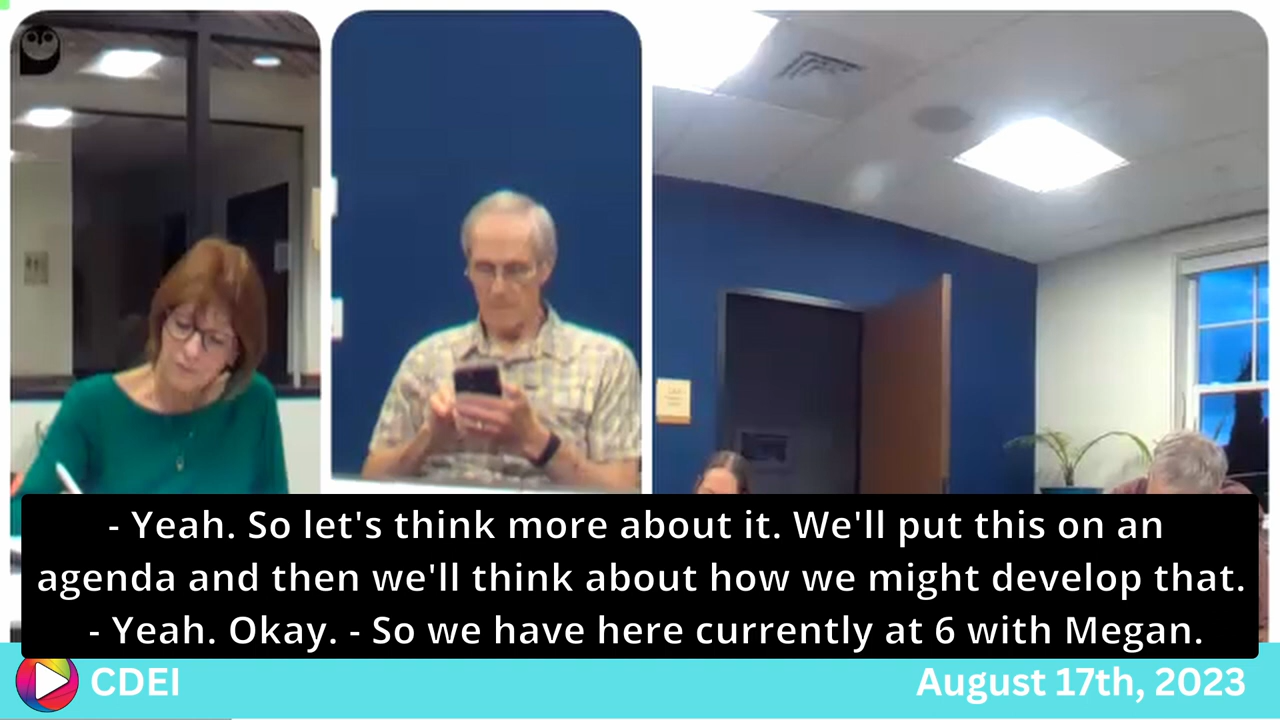 - Yeah. So let's think more about it. We'll put this on an
agenda and then we'll think about how we might develop that.
- Yeah. Okay. - So we have here currently at 6 with Megan.
CDEI
August 17th, 2023